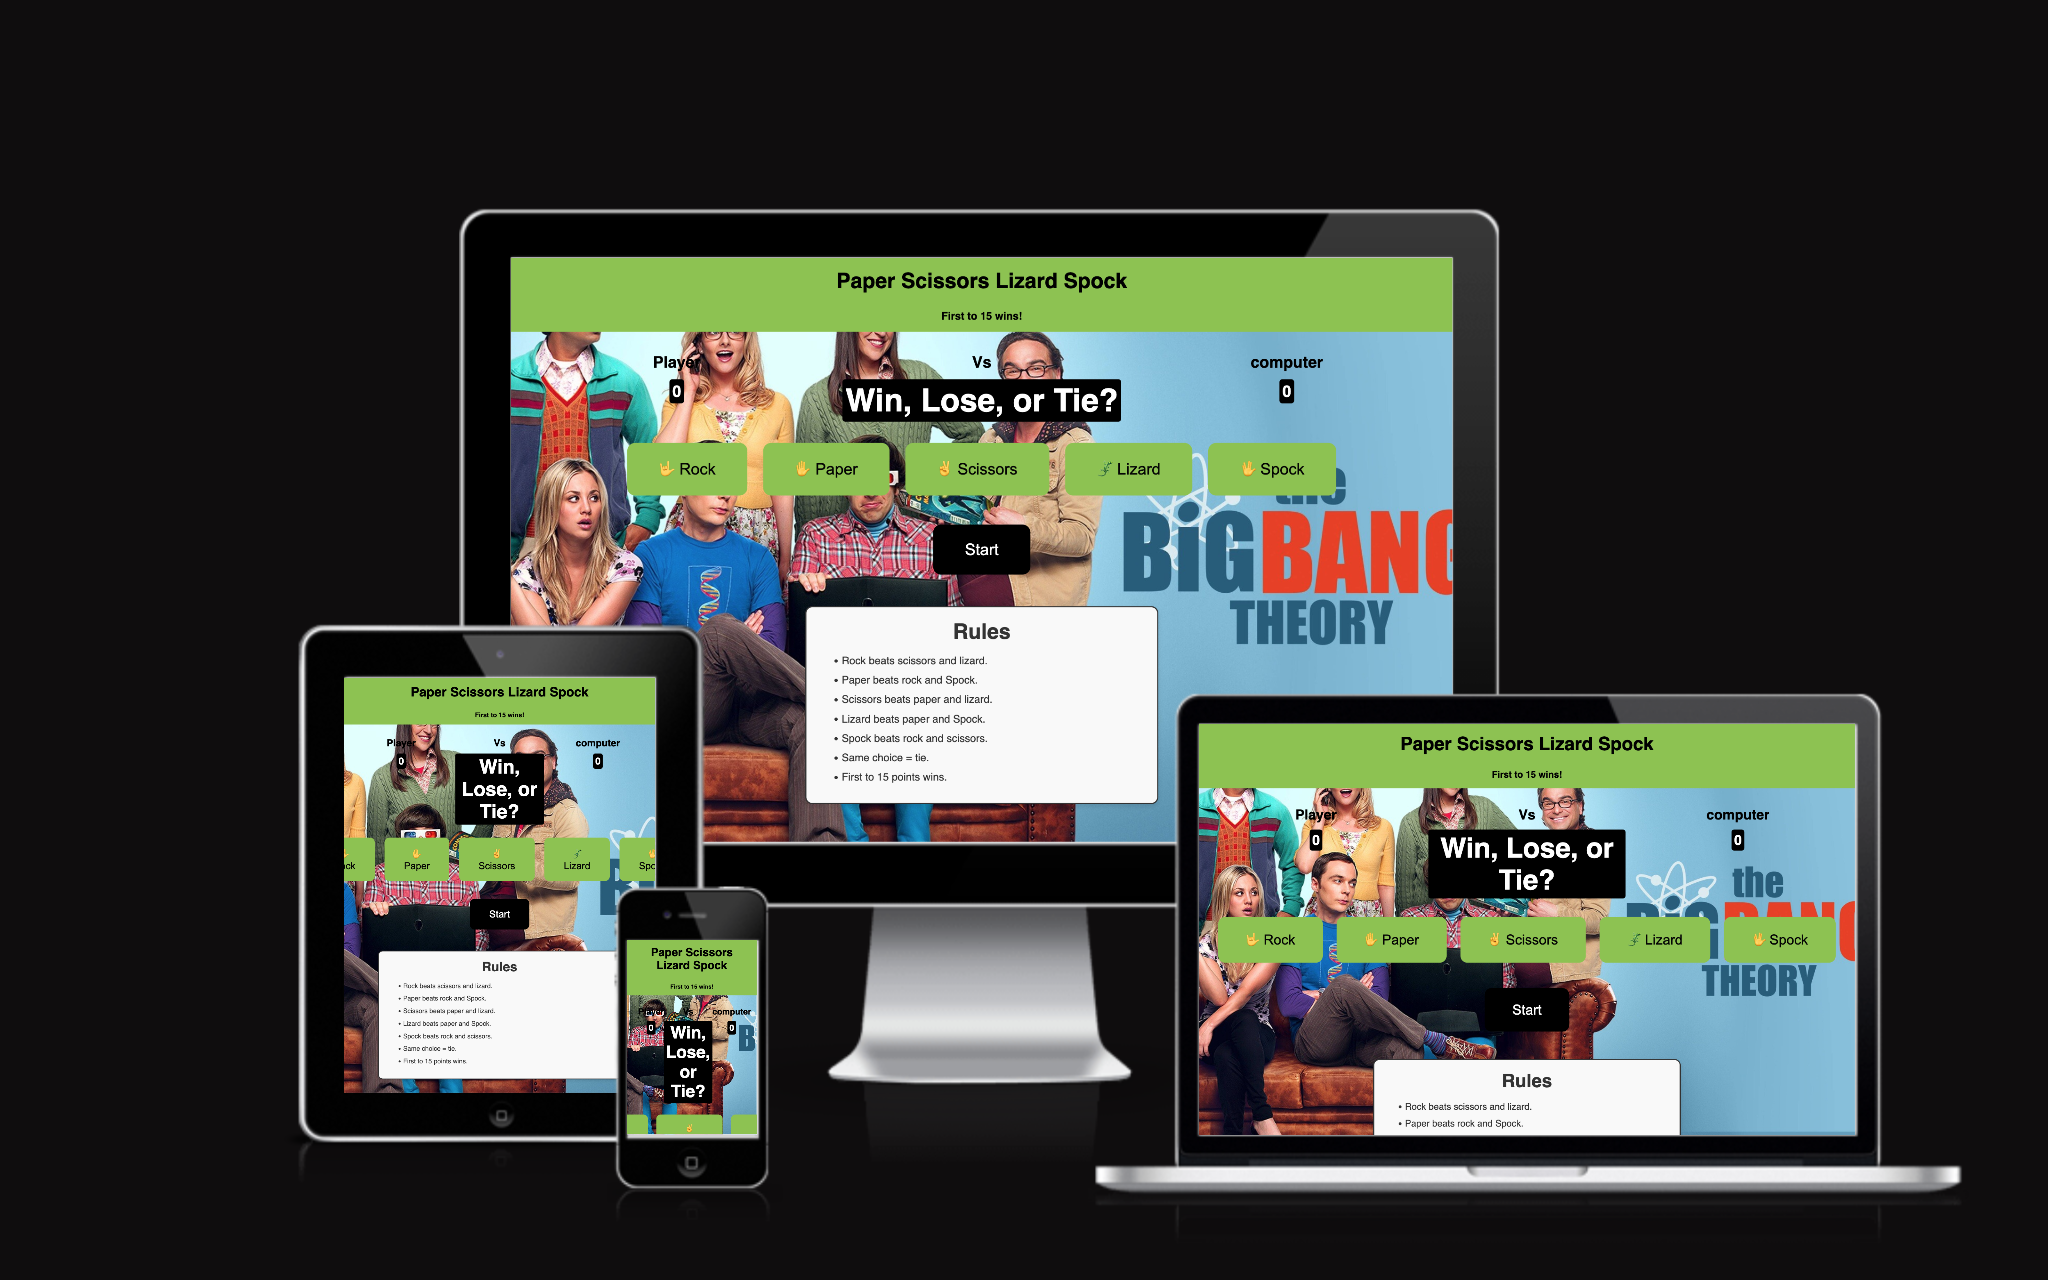 Paper Scissors Lizard Spock
First to 15 wins!
Player Vs computer
0 0
Win, Lose, or Tie?
Rock Paper Scissors Lizard Spock
the
BiG BANG
THEORY
Start
Rules
• Rock beats scissors and lizard.
• Paper beats rock and Spock.
• Scissors beats paper and lizard.
• Lizard beats paper and Spock.
• Spock beats rock and scissors.
• Same choice = tie.
• First to 15 points wins.
Paper Scissors Lizard Spock
First to 15 wins!
Player Vs computer
0 0
Win,
Lose, or
Tie?
ck Paper Scissors Lizard Spo
Start
Rules
• Rock beats scissors and lizard.
• Paper beats rock and Spock.
• Scissors beats paper and lizard.
• Lizard beats paper and Spock.
• Spock beats rock and scissors.
• Same choice = tie.
• First to 15 points wins.
Paper Scissors
Lizard Spock
First to 15 wins!
Player Vs computer
0 0
B
Win,
Lose,
or
Tie?
Paper Scissors Lizard Spock
First to 15 wins!
Player Vs computer
0 0
Win, Lose, or
Tie?
the
BiG BANG
Rock Paper Scissors Lizard Spock
THEORY
Start
Rules
• Rock beats scissors and lizard.
• Paper beats rock and Spock.